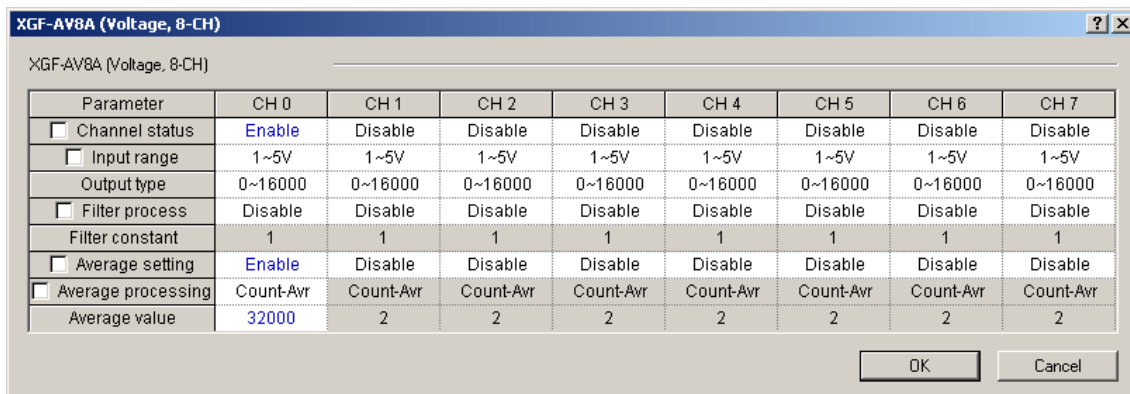 XGF-AV8A (Voltage, 8-CH)
XGF-AV8A (Voltage, 8-CH)
Parameter CH 0 CH 1 CH 2 CH 3 CH 4 CH 5 CH 6 CH 7
Channel status Enable Disable Disable Disable Disable Disable Disable Disable
Input range 1~5V 1~5V 1~5V 1~5V 1~5V 1~5V 1~5V 1~5V
Output type 0~16000 0~16000 0~16000 0~16000 0~16000 0~16000 0~16000 0~16000
Filter process Disable Disable Disable Disable Disable Disable Disable Disable
Filter constant 1 1 1 1 1 1 1 1
Average setting Enable Disable Disable Disable Disable Disable Disable Disable
Average processing Count-Avr Count-Avr Count-Avr Count-Avr Count-Avr Count-Avr Count-Avr Count-Avr
Average value 32000 2 2 2 2 2 2 2
OK Cancel